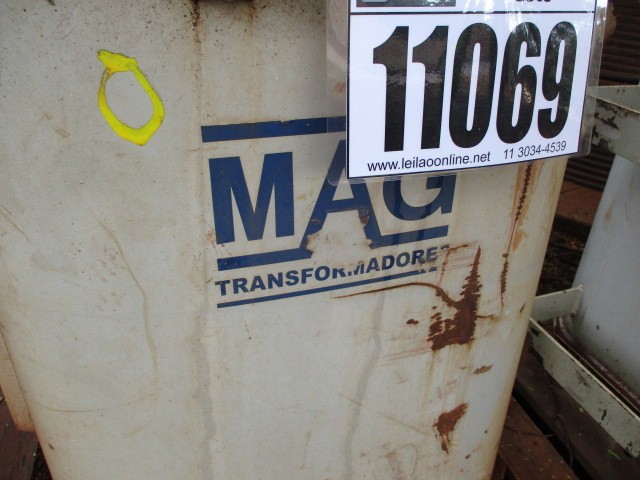 11069
www.leilaoonline.net 11 3034-4539
MAG
TRANSFORMADORES